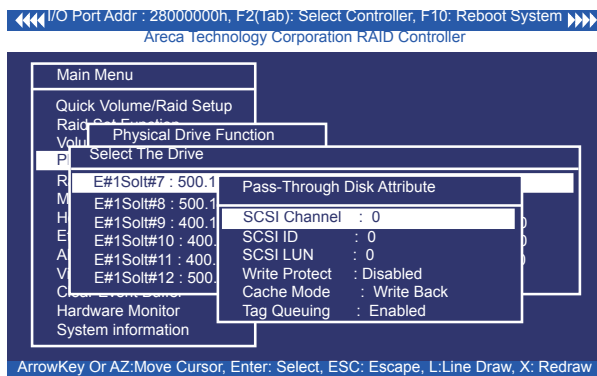 I/O Port Addr : 28000000h, F2(Tab): Select Controller, F10: Reboot System
Areca Technology Corporation RAID Controller
Main Menu
Quick Volume/Raid Setup
Physical Drive Function
Select The Drive
E#1Solt#7 : 500.1
E#1Solt#8 : 500.1
E#1Solt#9 : 400.1
E#1Solt#10 : 400.
E#1Solt#11 : 400.
E#1Solt#12 : 500.
Pass-Through Disk Attribute
SCSI Channel : 0
SCSI ID : 0
SCSI LUN : 0
Write Protect : Disabled
Cache Mode : Write Back
Tag Queuing : Enabled
Hardware Monitor
System information
ArrowKey Or AZ:Move Cursor, Enter: Select, ESC: Escape, L:Line Draw, X: Redraw